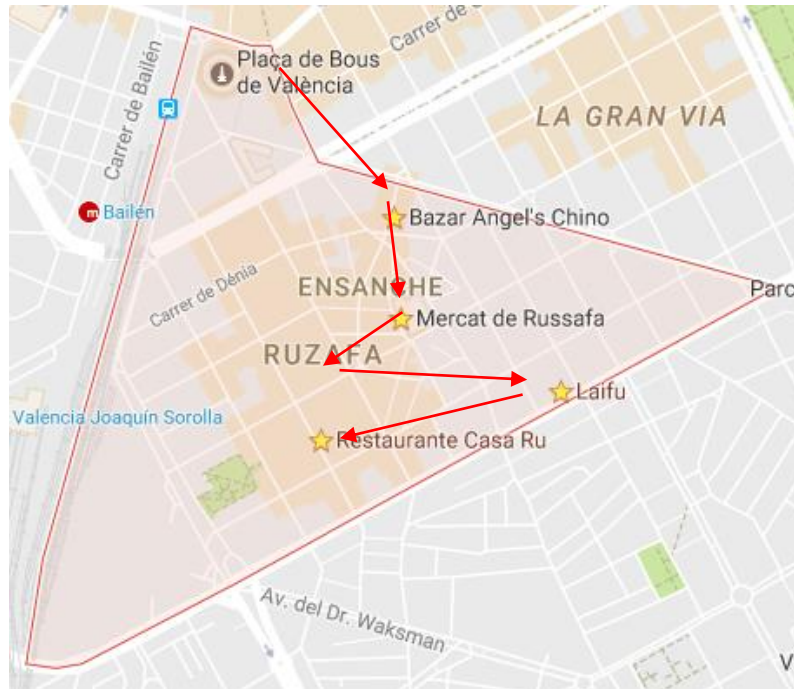 Carrer de
Plaça de Bous
de València
Carrer de Bailén
LA GRAN VIA
m
Bailén
Bazar Angel's Chino
Carrer de Dénia
ENSANCHE
Parc
Mercat de Russafa
RUZAFA
Laifu
Valencia Joaquín Sorolla
Restaurante Casa Ru
Av. del Dr. Waksman
V